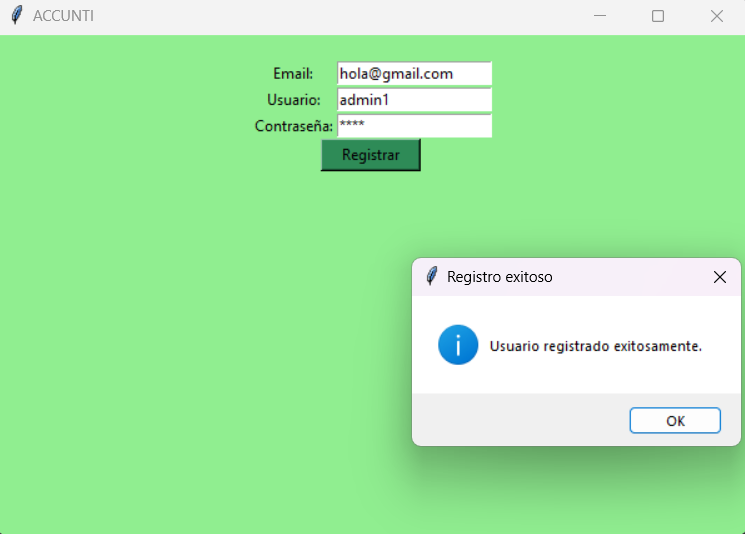 ACCUNTI
Email: hola@gmail.com
Usuario: admin1
Contraseña: ****
Registrar
Registro exitoso
Usuario registrado exitosamente.
OK